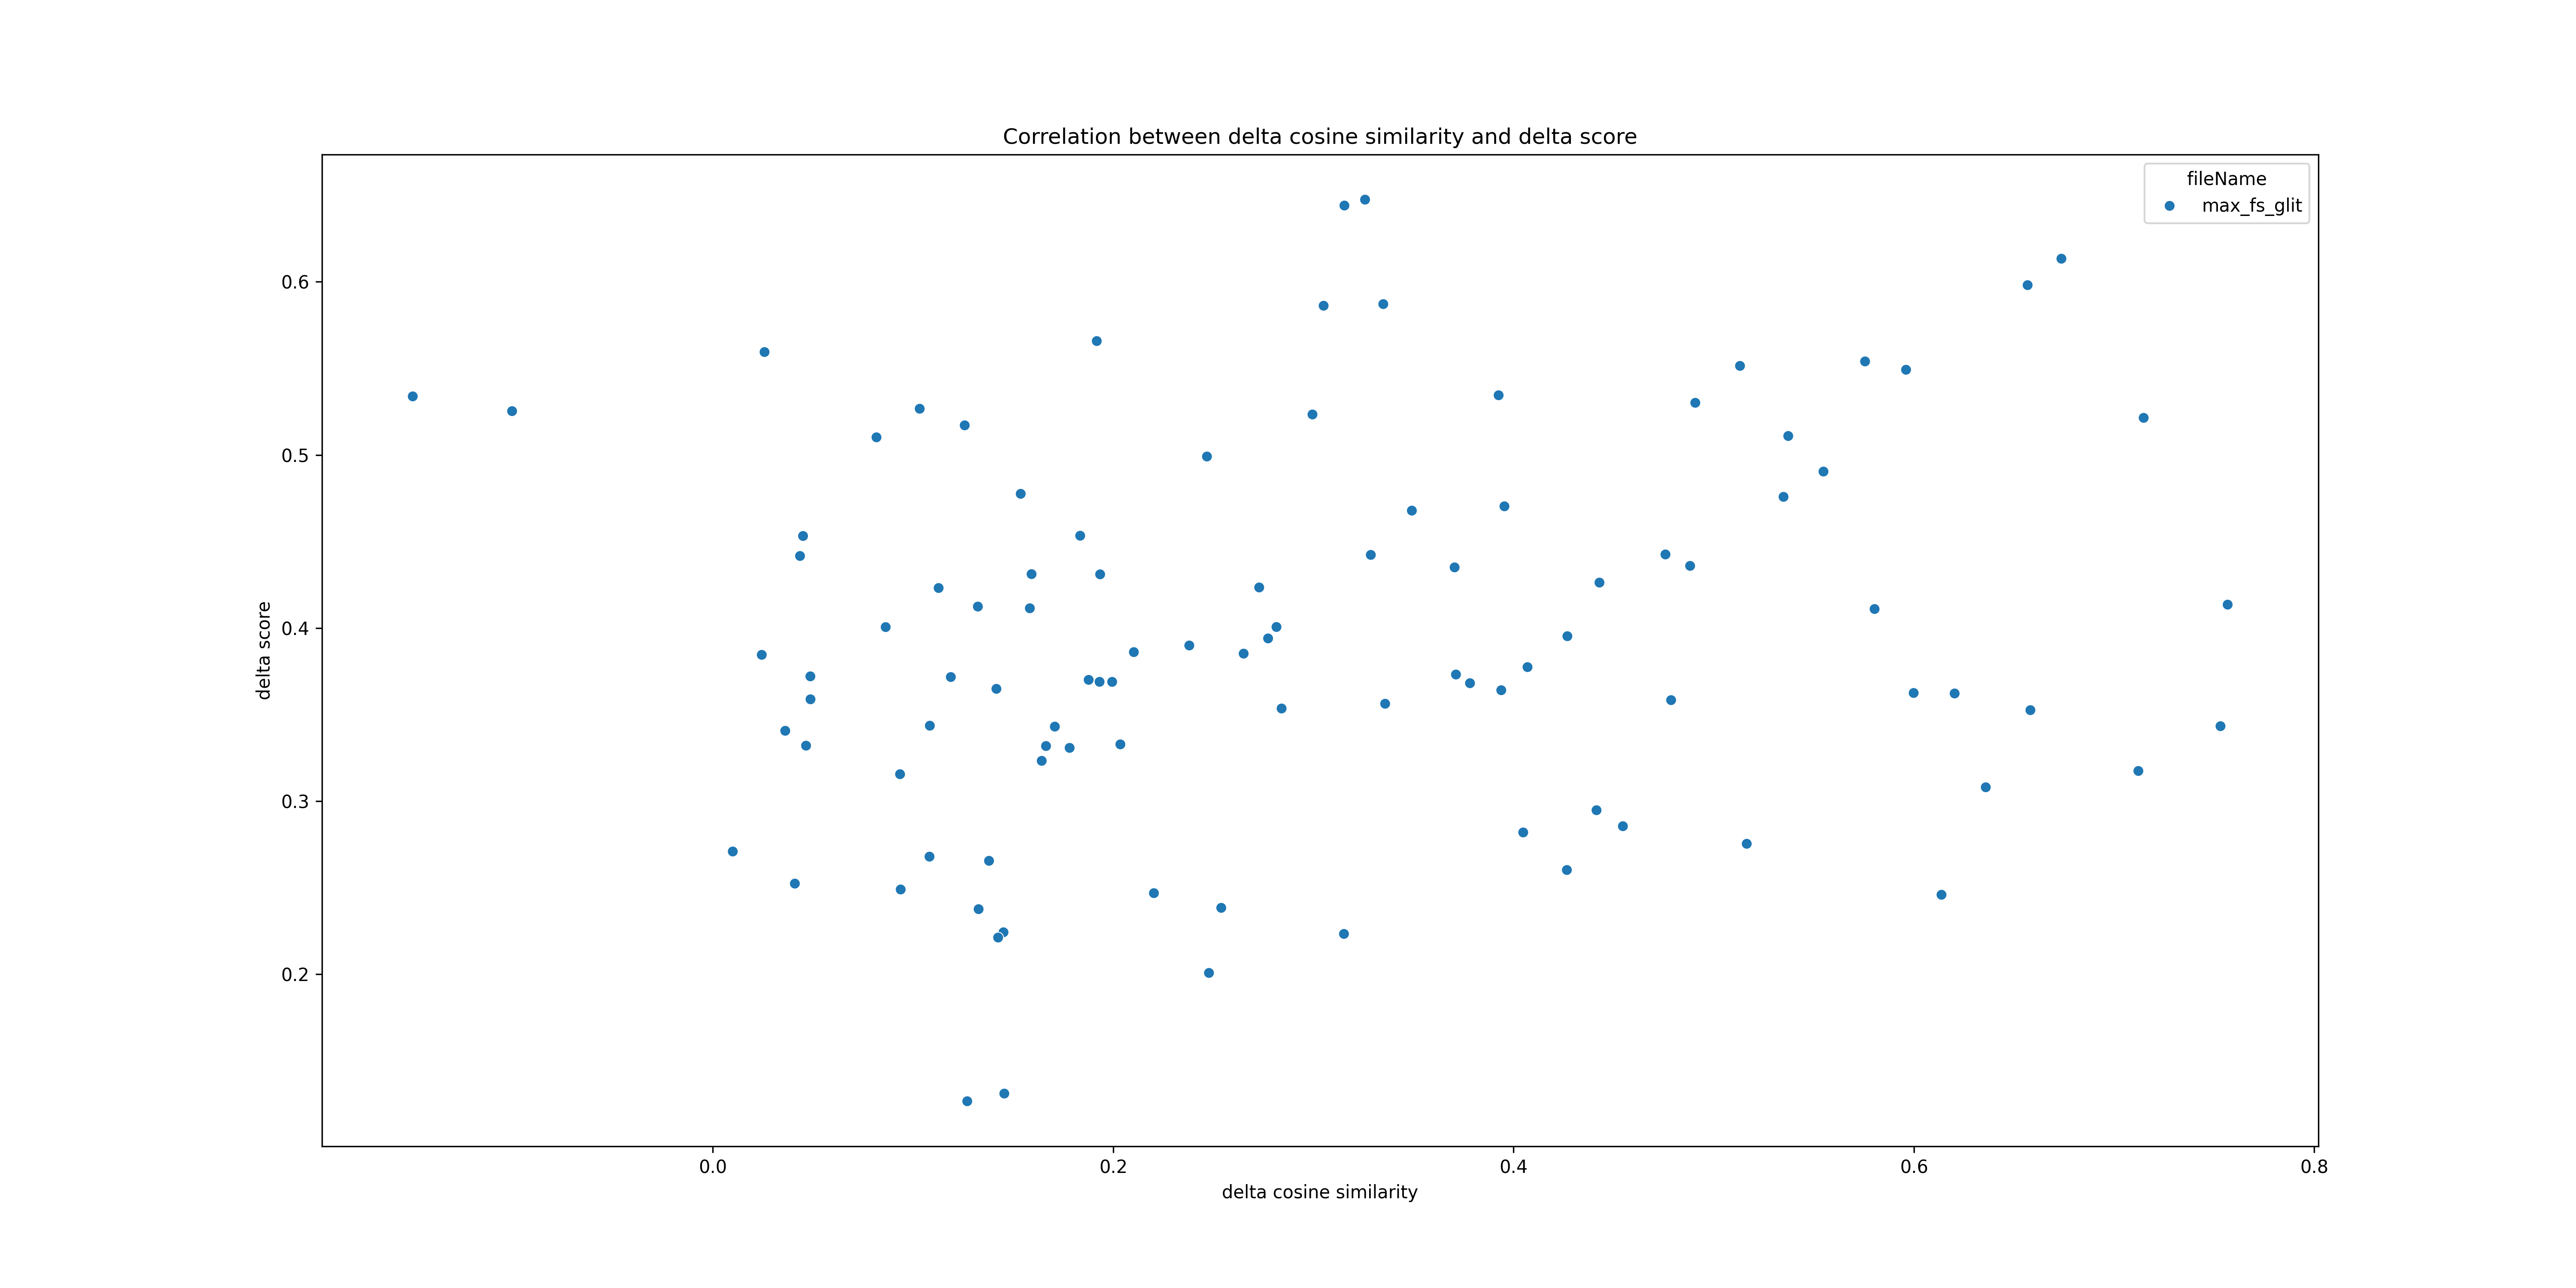 Correlation between delta cosine similarity and delta score
fileName
max_fs_glit
0.6
0.5
0.4
0.3
0.2
delta score
0.0 0.2 0.4 0.6 0.8
delta cosine similarity